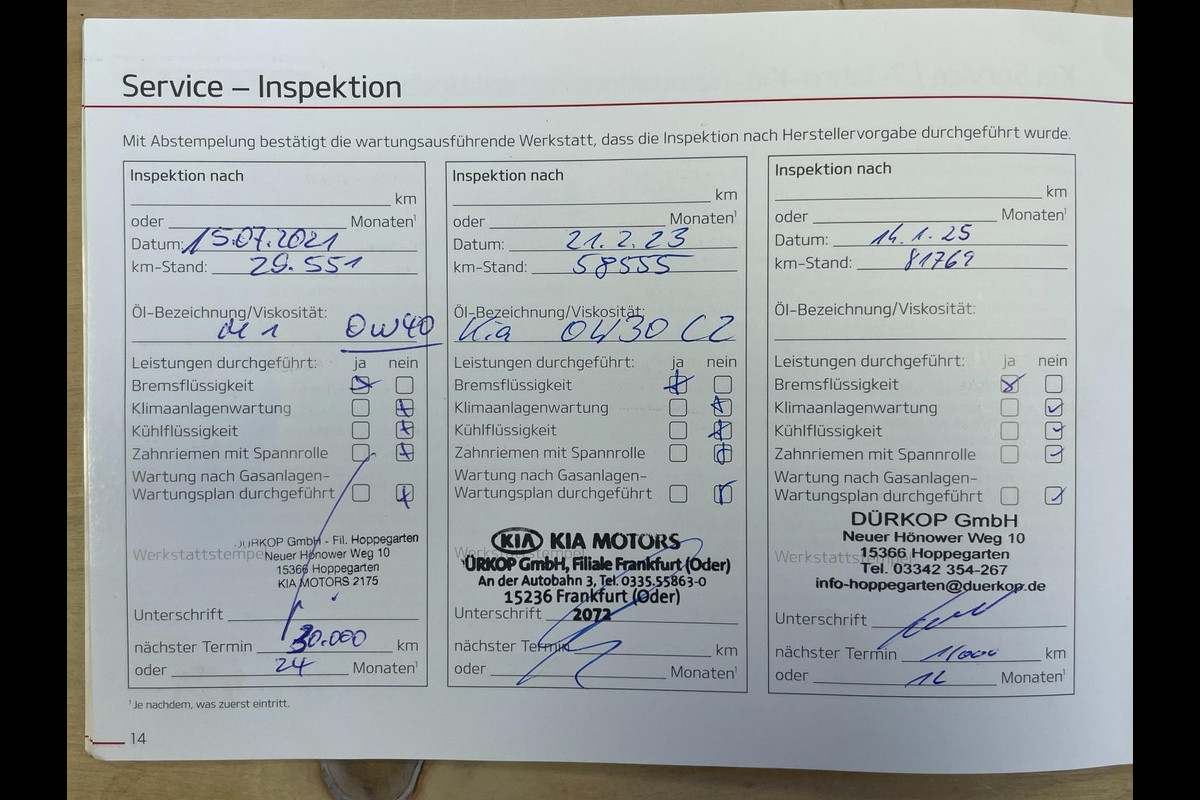 Service – Inspektion
Mit Abstempelung bestätigt die wartungsausführende Werkstatt, dass die Inspektion nach Herstellervorgabe durchgeführt wurde.
Inspektion nach
km
oder Monaten¹
Datum: 15.07.2021
km-Stand: 29.551
Öl-Bezeichnung/Viskosität:
M1 0W40
Leistungen durchgeführt: ja nein
Bremsflüssigkeit
Klimaanlagenwartung
Kühlflüssigkeit
Zahnriemen mit Spannrolle
Wartung nach Gasanlagen-
Wartungsplan durchgeführt
Werkstattstempel
DÜRKOP GmbH - Fil. Hoppegarten
Neuer Hönower Weg 10
15366 Hoppegarten
KIA MOTORS 2175
Unterschrift
nächster Termin 30.000 km
oder 24 Monaten¹
Inspektion nach
km
oder Monaten¹
Datum: 21.2.23
km-Stand: 58555
Öl-Bezeichnung/Viskosität:
Kia 0W30 C2
Leistungen durchgeführt: ja nein
Bremsflüssigkeit
Klimaanlagenwartung
Kühlflüssigkeit
Zahnriemen mit Spannrolle
Wartung nach Gasanlagen-
Wartungsplan durchgeführt
Werkstattstempel
KIA KIA MOTORS
ÜRKOP GmbH, Filiale Frankfurt (Oder)
An der Autobahn 3, Tel. 0335.55863-0
15236 Frankfurt (Oder)
2072
Unterschrift
nächster Termin km
oder Monaten¹
Inspektion nach
km
oder Monaten¹
Datum: 14.1.25
km-Stand: 81769
Öl-Bezeichnung/Viskosität:
Leistungen durchgeführt: ja nein
Bremsflüssigkeit
Klimaanlagenwartung
Kühlflüssigkeit
Zahnriemen mit Spannrolle
Wartung nach Gasanlagen-
Wartungsplan durchgeführt
Werkstattstempel
DÜRKOP GmbH
Neuer Hönower Weg 10
15366 Hoppegarten
Tel. 03342 354-267
info-hoppegarten@duerkop.de
Unterschrift
nächster Termin km
oder Monaten¹
¹Je nachdem, was zuerst eintritt.
14